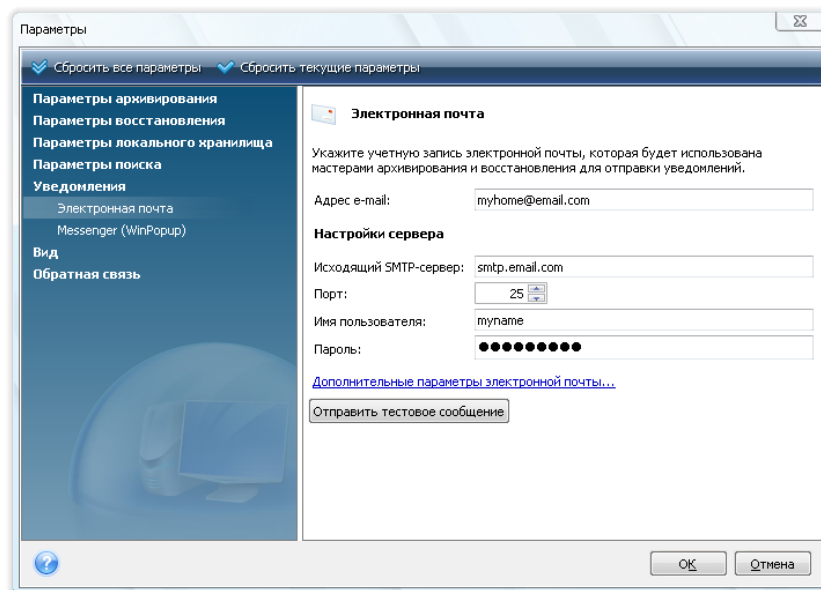 Параметры
Сбросить все параметры Сбросить текущие параметры
Параметры архивирования
Параметры восстановления
Параметры локального хранилища
Параметры поиска
Уведомления
Электронная почта
Messenger (WinPopup)
Вид
Обратная связь
Электронная почта
Укажите учетную запись электронной почты, которая будет использована
мастерами архивирования и восстановления для отправки уведомлений.
Адрес e-mail: myhome@email.com
Настройки сервера
Исходящий SMTP-сервер: smtp.email.com
Порт: 25
Имя пользователя: myname
Пароль: ●●●●●●●●●
Дополнительные параметры электронной почты...
Отправить тестовое сообщение
OK Отмена